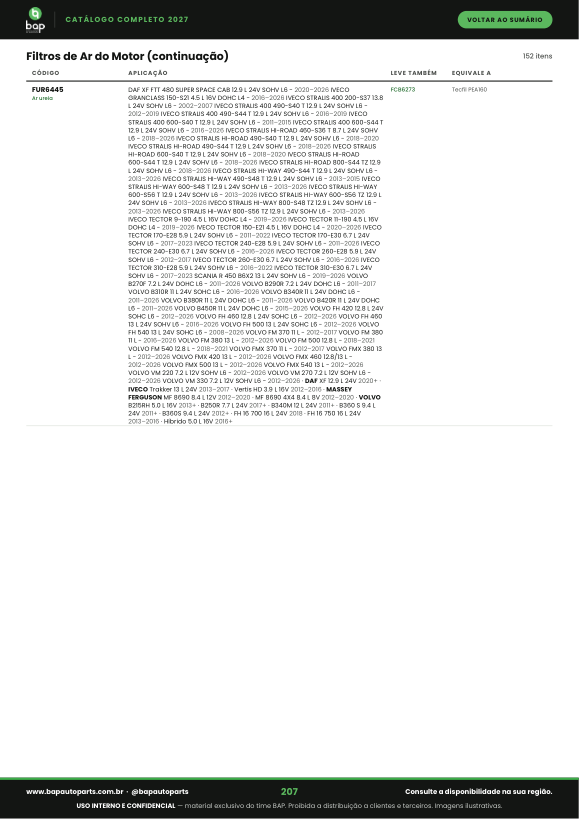 bap
CATÁLOGO COMPLETO 2027
VOLTAR AO SUMÁRIO
Filtros de Ar do Motor (continuação)
152 itens
CÓDIGO APLICAÇÃO LEVE TAMBÉM EQUIVALE A
FUR6445
Ar ureia
DAF XF FTT 480 SUPER SPACE CAB 12.9 L 24V SOHV L6 - 2020-2026 IVECO
GRANCLASS 150-S21 4.5 L 16V DOHC L4 - 2016-2026 IVECO STRALIS 400 200-S37 13.8
L 24V SOHV L6 - 2002-2007 IVECO STRALIS 400 490-S40 T 12.9 L 24V SOHV L6 -
2012-2019 IVECO STRALIS 400 490-S44 T 12.9 L 24V SOHV L6 - 2016-2019 IVECO
STRALIS 400 600-S40 T 12.9 L 24V SOHV L6 - 2011-2015 IVECO STRALIS 400 600-S44 T
12.9 L 24V SOHV L6 - 2016-2026 IVECO STRALIS HI-ROAD 460-S36 T 8.7 L 24V SOHV
L6 - 2018-2026 IVECO STRALIS HI-ROAD 490-S40 T 12.9 L 24V SOHV L6 - 2018-2020
IVECO STRALIS HI-ROAD 490-S44 T 12.9 L 24V SOHV L6 - 2018-2026 IVECO STRALIS
HI-ROAD 600-S40 T 12.9 L 24V SOHV L6 - 2018-2020 IVECO STRALIS HI-ROAD
600-S44 T 12.9 L 24V SOHV L6 - 2018-2026 IVECO STRALIS HI-ROAD 800-S44 TZ 12.9
L 24V SOHV L6 - 2018-2026 IVECO STRALIS HI-WAY 490-S44 T 12.9 L 24V SOHV L6 -
2013-2026 IVECO STRALIS HI-WAY 490-S48 T 12.9 L 24V SOHV L6 - 2013-2015 IVECO
STRALIS HI-WAY 600-S48 T 12.9 L 24V SOHV L6 - 2013-2026 IVECO STRALIS HI-WAY
600-S56 T 12.9 L 24V SOHV L6 - 2013-2026 IVECO STRALIS HI-WAY 600-S56 TZ 12.9 L
24V SOHV L6 - 2013-2026 IVECO STRALIS HI-WAY 800-S48 TZ 12.9 L 24V SOHV L6
- 2013-2026 IVECO STRALIS HI-WAY 800-S56 TZ 12.9 L 24V SOHV L6 - 2013-2026
IVECO TECTOR 9-190 4.5 L 16V DOHC L4 - 2019-2026 IVECO TECTOR 11-190 4.5 L 16V
DOHC L4 - 2019-2026 IVECO TECTOR 150-E21 4.5 L 16V DOHC L4 - 2020-2026 IVECO
TECTOR 170-E28 5.9 L 24V SOHV L6 - 2011-2022 IVECO TECTOR 170-E30 6.7 L 24V
SOHV L6 - 2017-2023 IVECO TECTOR 240-E28 5.9 L 24V SOHV L6 - 2011-2026 IVECO
TECTOR 240-E30 6.7 L 24V SOHV L6 - 2016-2026 IVECO TECTOR 260-E28 5.9 L 24V
SOHV L6 - 2012-2017 IVECO TECTOR 260-E30 6.7 L 24V SOHV L6 - 2016-2026 IVECO
TECTOR 310-E28 5.9 L 24V SOHV L6 - 2016-2022 IVECO TECTOR 310-E30 6.7 L 24V
SOHV L6 - 2017-2023 SCANIA R 450 B6X2 13 L 24V SOHV L6 - 2019-2026 VOLVO
B270F 7.2 L 24V DOHC L6 - 2011-2026 VOLVO B290R 7.2 L 24V DOHC L6 - 2011-2017
VOLVO B310R 11 L 24V SOHC L6 - 2015-2026 VOLVO B340R 11 L 24V DOHC L6 -
2011-2026 VOLVO B380R 11 L 24V DOHC L6 - 2011-2026 VOLVO B420R 11 L 24V DOHC
L6 - 2011-2026 VOLVO B450R 11 L 24V DOHC L6 - 2015-2026 VOLVO FH 420 12.8 L 24V
SOHC L6 - 2012-2026 VOLVO FH 460 12.8 L 24V SOHC L6 - 2012-2026 VOLVO FH 460
13 L 24V SOHV L6 - 2016-2026 VOLVO FH 500 13 L 24V SOHC L6 - 2012-2026 VOLVO
FH 540 13 L 24V SOHC L6 - 2008-2026 VOLVO FM 370 11 L - 2012-2017 VOLVO FM 380
11 L - 2016-2026 VOLVO FM 380 13 L - 2012-2026 VOLVO FM 500 12.8 L - 2018-2021
VOLVO FM 540 12.8 L - 2018-2021 VOLVO FMX 370 11 L - 2012-2017 VOLVO FMX 380 13
L - 2012-2026 VOLVO FMX 420 13 L - 2012-2026 VOLVO FMX 460 12.8/13 L -
2012-2026 VOLVO FMX 500 13 L - 2012-2026 VOLVO FMX 540 13 L - 2012-2026
VOLVO VM 220 7.2 L 12V SOHV L6 - 2012-2026 VOLVO VM 270 7.2 L 12V SOHV L6 -
2012-2026 VOLVO VM 330 7.2 L 12V SOHV L6 - 2012-2026 · DAF XF 12.9 L 24V 2020+ ·
IVECO Trakker 13 L 24V 2013-2017 · Vertis HD 3.9 L 16V 2012-2016 · MASSEY
FERGUSON MF 8690 8.4 L 12V 2012-2020 · MF 8690 4X4 8.4 L 8V 2012-2020 · VOLVO
B215RH 5.0 L 16V 2013+ · B250R 7.7 L 24V 2017+ · B340M 12 L 24V 2011+ · B360 S 9.4 L
24V 2011+ · B360S 9.4 L 24V 2012+ · FH 16 700 16 L 24V 2018 · FH 16 750 16 L 24V
2013-2015 · Híbrido 5.0 L 16V 2016+
FC86273
Tecfil PEA160
www.bapautoparts.com.br · @bapautoparts
207
Consulte a disponibilidade na sua região.
USO INTERNO E CONFIDENCIAL — material exclusivo do time BAP. Proibida a distribuição a clientes e terceiros. Imagens ilustrativas.